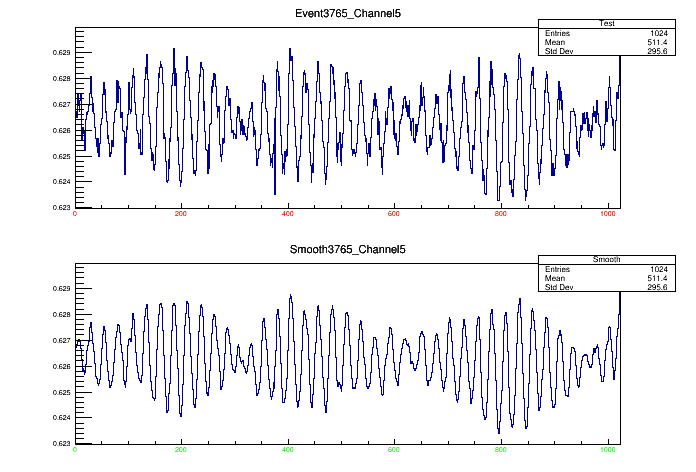 Event3765_Channel5
Test
Entries 1024
Mean 511.4
Std Dev 295.6
0.629
0.628
0.627
0.626
0.625
0.624
0.623
0 200 400 600 800 1000
Smooth3765_Channel5
Smooth
Entries 1024
Mean 511.4
Std Dev 295.6
0.629
0.628
0.627
0.626
0.625
0.624
0.623
0 200 400 600 800 1000